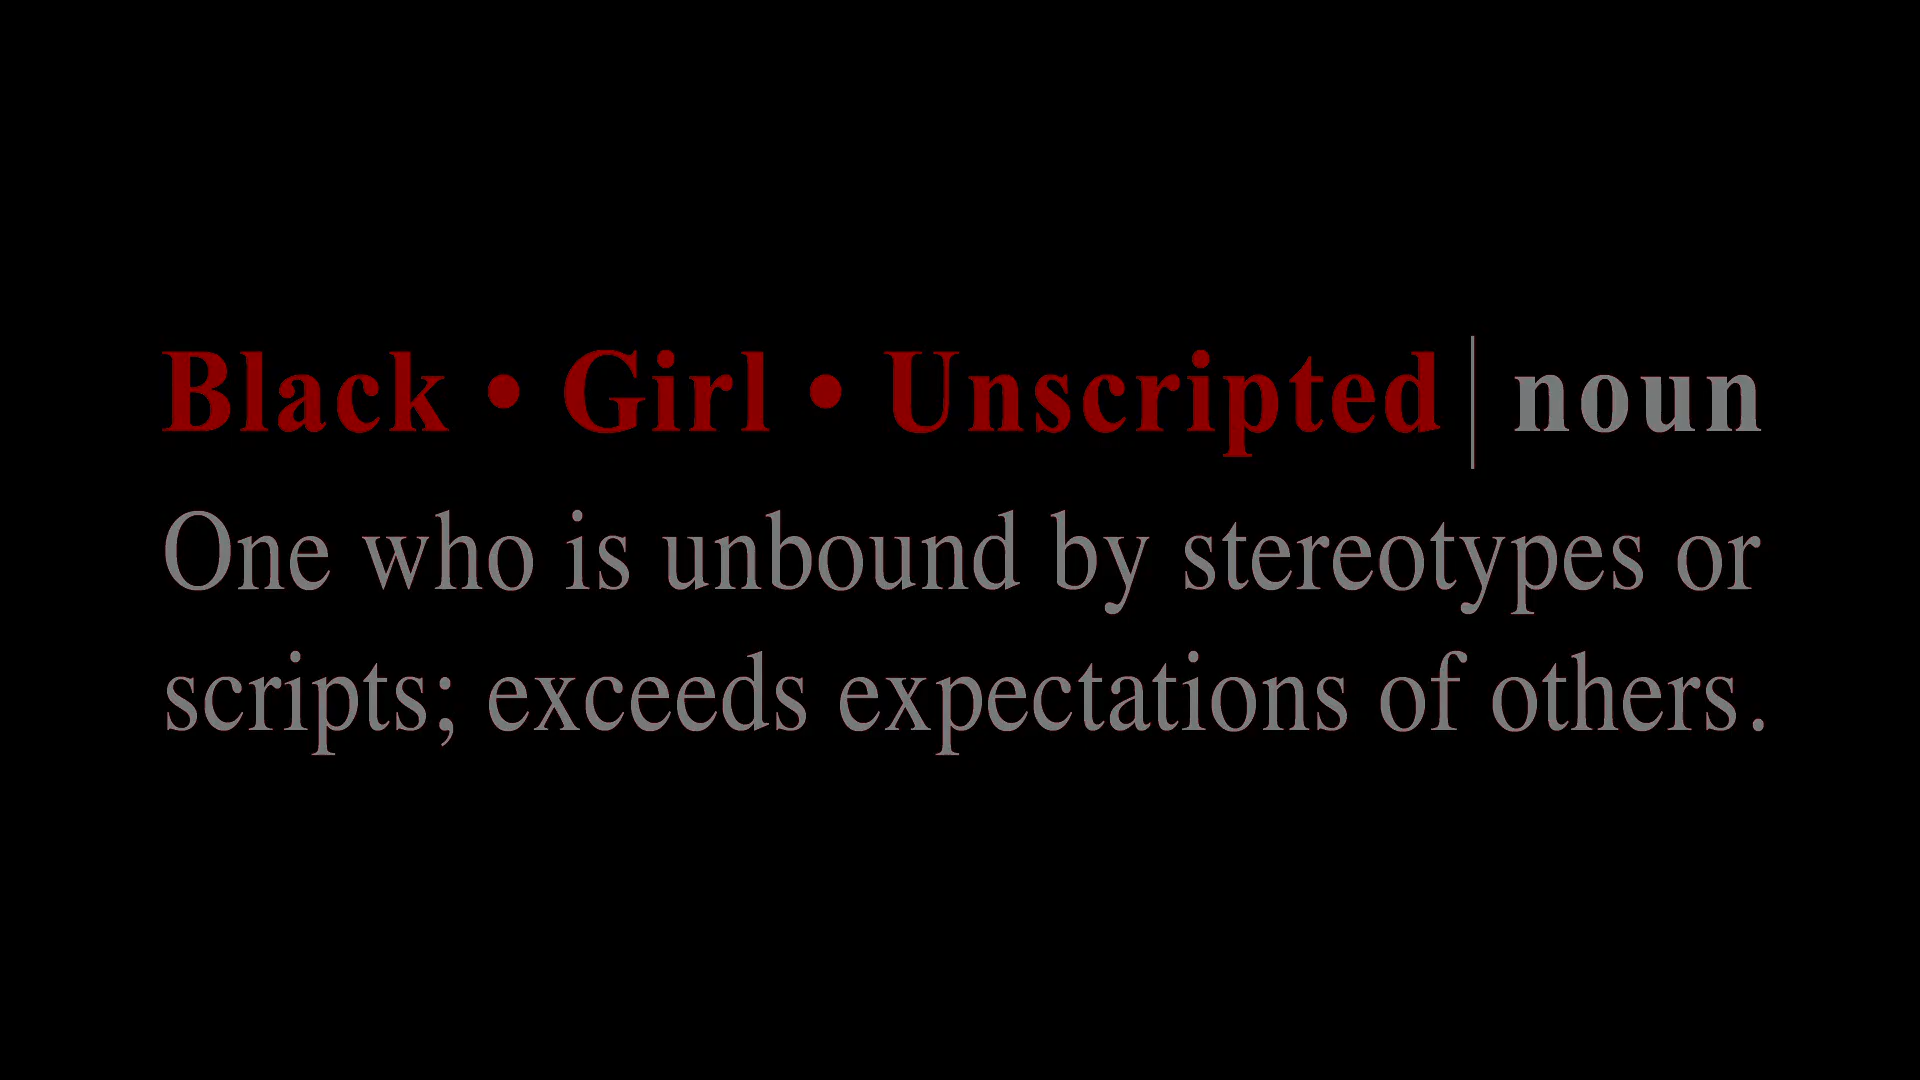 Black • Girl • Unscripted | noun
One who is unbound by stereotypes or
scripts; exceeds expectations of others.